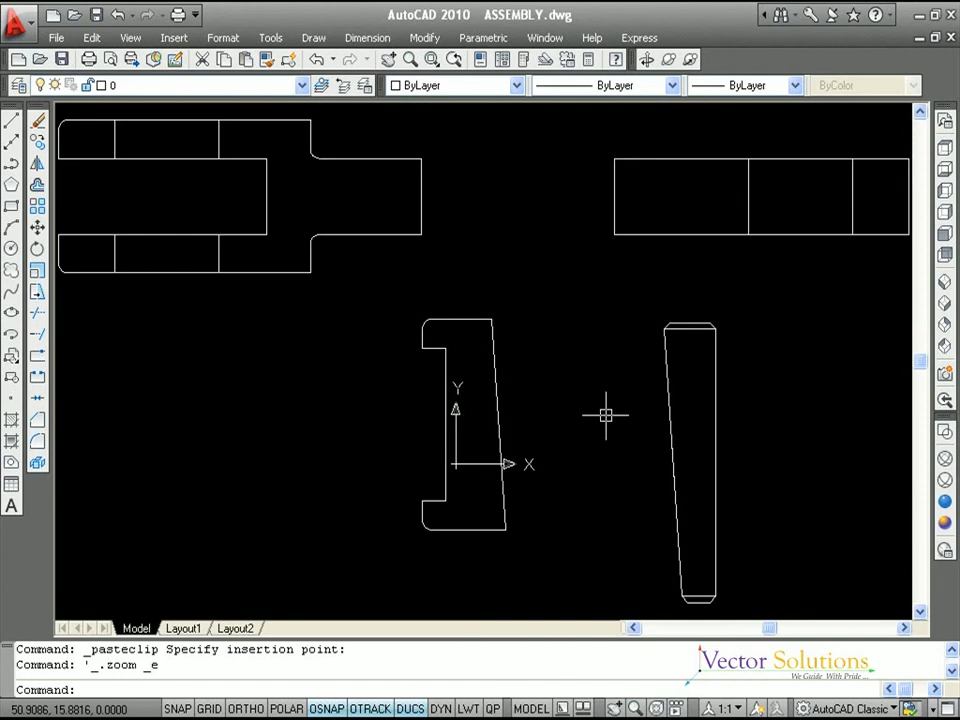 AutoCAD 2010 ASSEMBLY.dwg
File Edit View Insert Format Tools Draw Dimension Modify Parametric Window Help Express
0 ByLayer ByLayer ByLayer ByColor
Y
X
A
Model Layout1 Layout2
Command: _pasteclip Specify insertion point:
Command: '_.zoom _e
Command:
Vector Solutions
We Guide With Pride ...
50.9086, 15.8816, 0.0000 SNAP GRID ORTHO POLAR OSNAP OTRACK DUCS DYN LWT QP MODEL 1:1 AutoCAD Classic